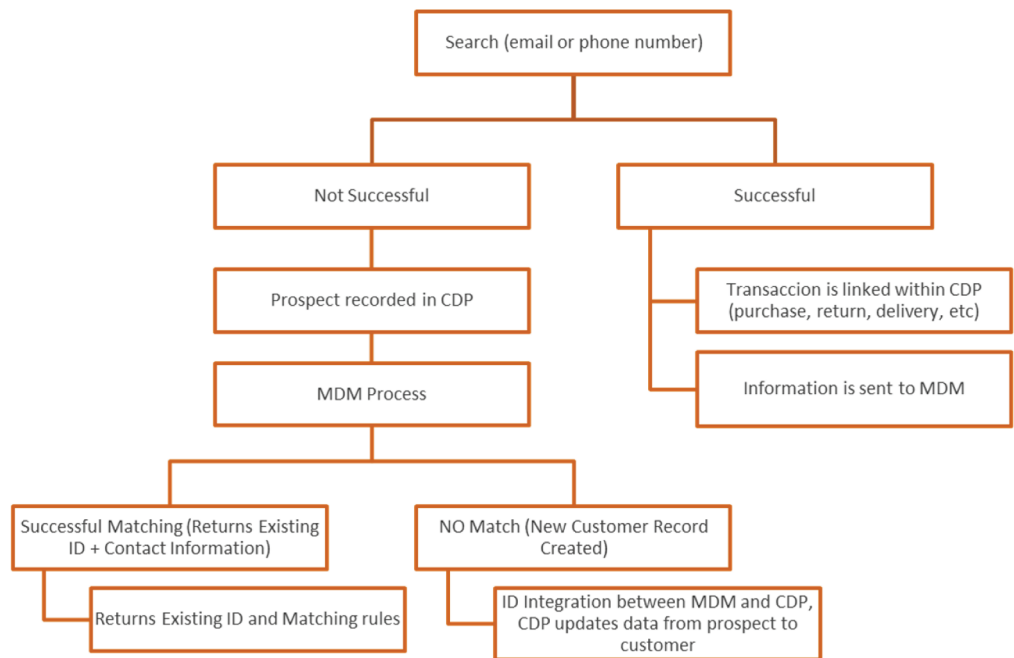 Search (email or phone number)
Not Successful
Successful
Prospect recorded in CDP
Transaccion is linked within CDP
(purchase, return, delivery, etc)
MDM Process
Information is sent to MDM
Successful Matching (Returns Existing
ID + Contact Information)
NO Match (New Customer Record
Created)
Returns Existing ID and Matching rules
ID Integration between MDM and CDP,
CDP updates data from prospect to
customer